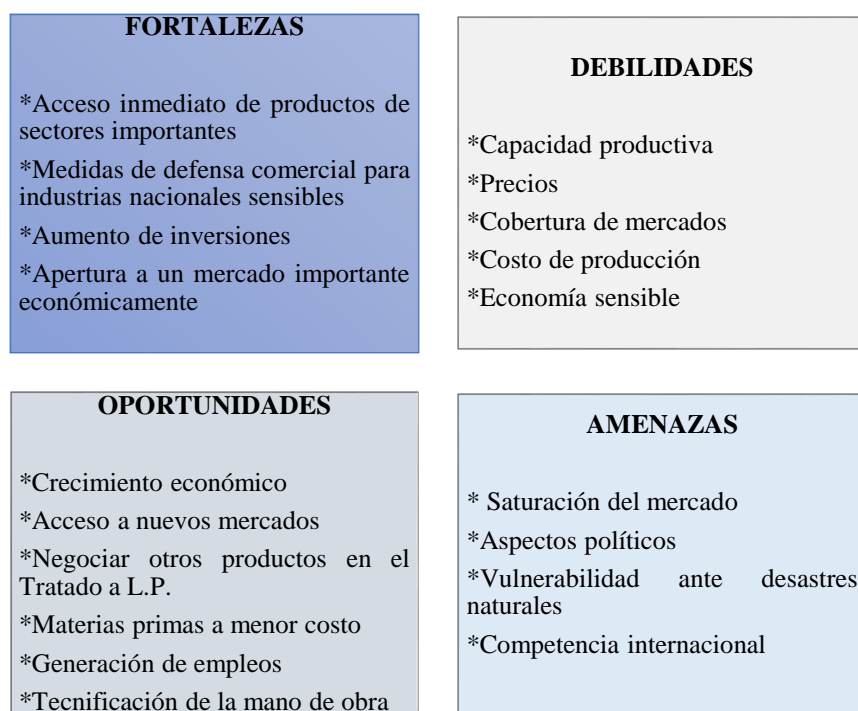 FORTALEZAS
*Acceso inmediato de productos de
sectores importantes
*Medidas de defensa comercial para
industrias nacionales sensibles
*Aumento de inversiones
*Apertura a un mercado importante
económicamente
DEBILIDADES
*Capacidad productiva
*Precios
*Cobertura de mercados
*Costo de producción
*Economía sensible
OPORTUNIDADES
*Crecimiento económico
*Acceso a nuevos mercados
*Negociar otros productos en el
Tratado a L.P.
*Materias primas a menor costo
*Generación de empleos
*Tecnificación de la mano de obra
AMENAZAS
* Saturación del mercado
*Aspectos políticos
*Vulnerabilidad ante desastres
naturales
*Competencia internacional